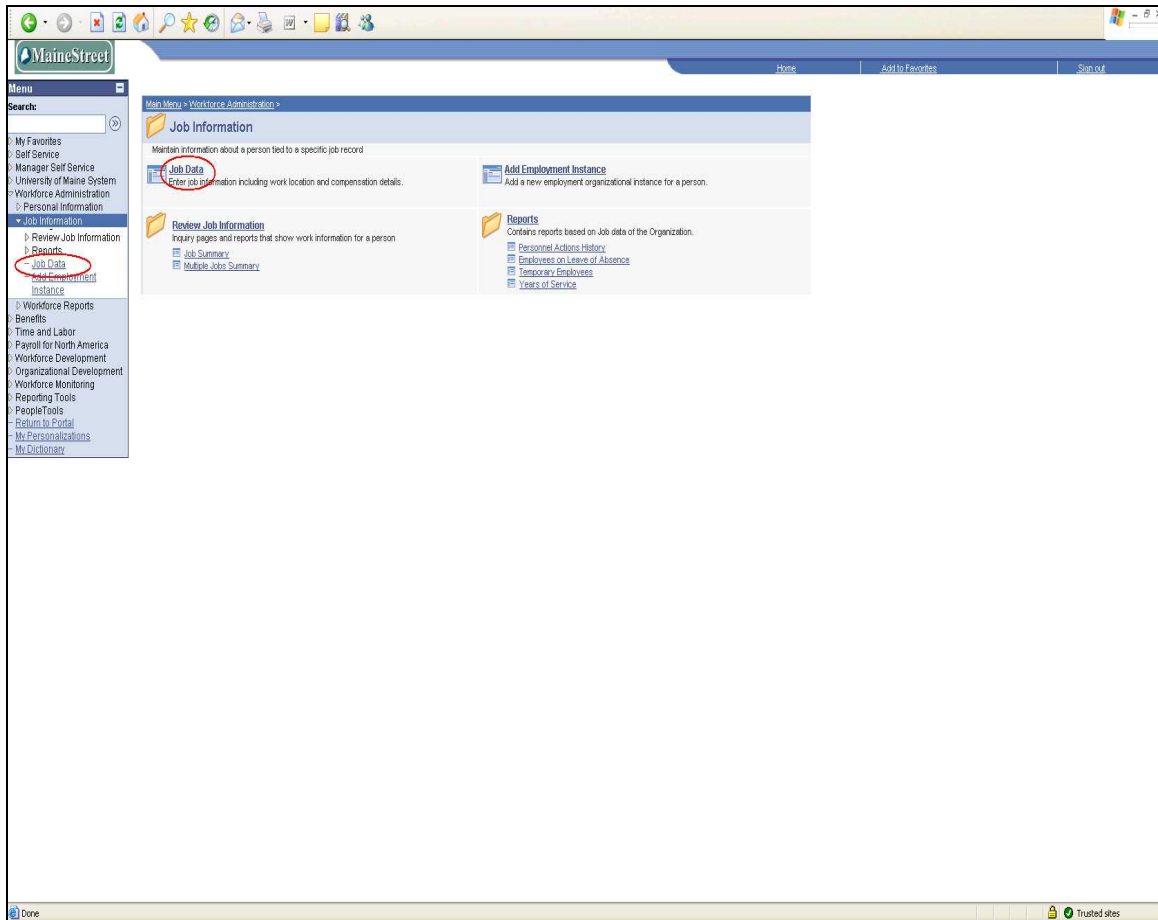 MaineStreet
Home
Add to Favorites
Sign out
Menu
Search:
My Favorites
Self Service
Manager Self Service
University of Maine System
Workforce Administration
Personal Information
Job Information
Review Job Information
Reports
Job Data
Add Employment
Instance
Workforce Reports
Benefits
Time and Labor
Payroll for North America
Workforce Development
Organizational Development
Workforce Monitoring
Reporting Tools
PeopleTools
Return to Portal
My Personalizations
My Dictionary
Main Menu > Workforce Administration >
Job Information
Maintain information about a person tied to a specific job record
Job Data
Enter job information including work location and compensation details.
Add Employment Instance
Add a new employment organizational instance for a person.
Review Job Information
Inquiry pages and reports that show work information for a person
Job Summary
Multiple Jobs Summary
Reports
Contains reports based on Job data of the Organization.
Personnel Actions History
Employees on Leave of Absence
Temporary Employees
Years of Service
Done
Trusted sites